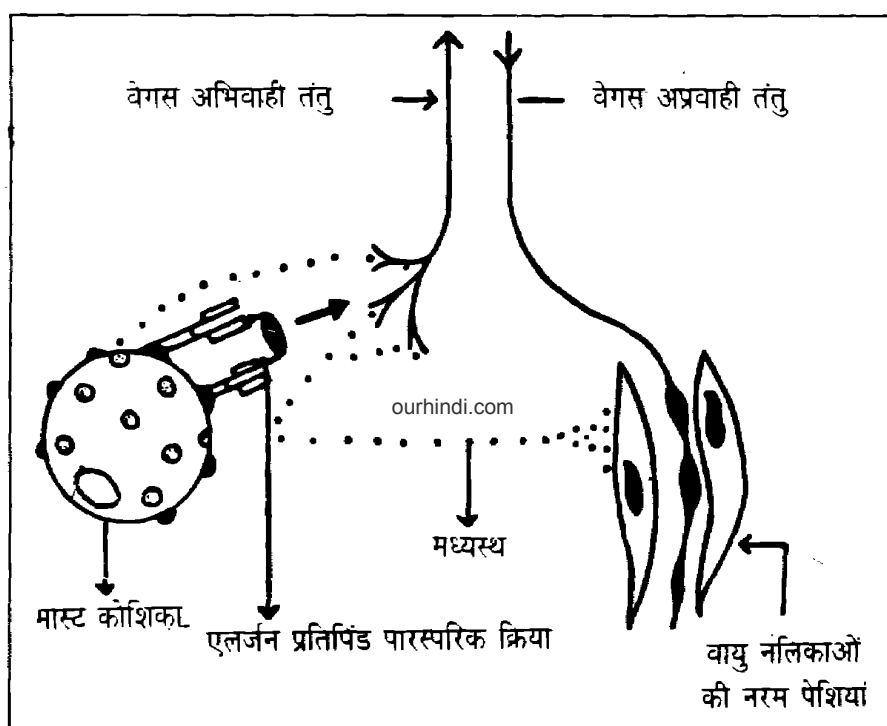 वेगस अभिवाही तंतु
वेगस अप्रवाही तंतु
ourhindi.com
मध्यस्थ
मास्ट कोशिका
एलर्जन प्रतिपिंड पारस्परिक क्रिया
वायु नलिकाओं
की नरम पेशियां